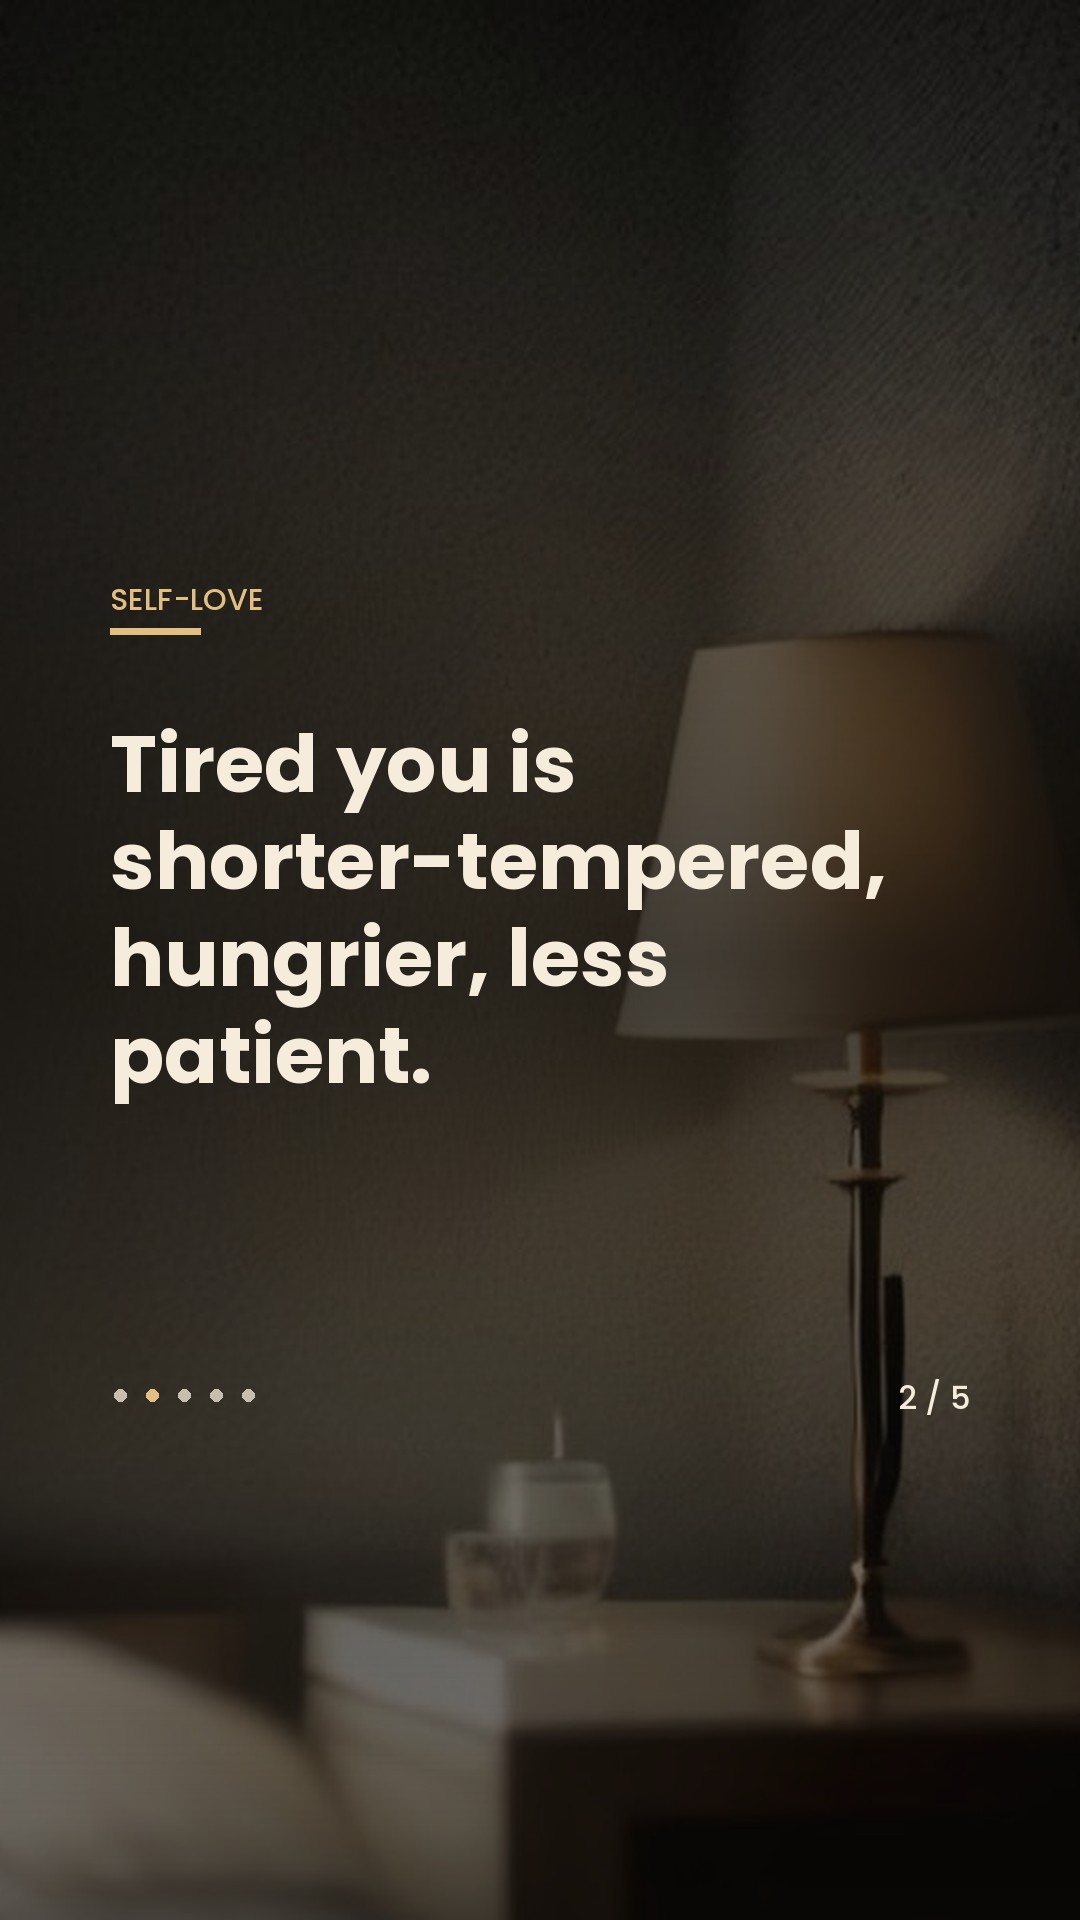 SELF-LOVE
Tired you is
shorter-tempered,
hungrier, less
patient.
2 / 5